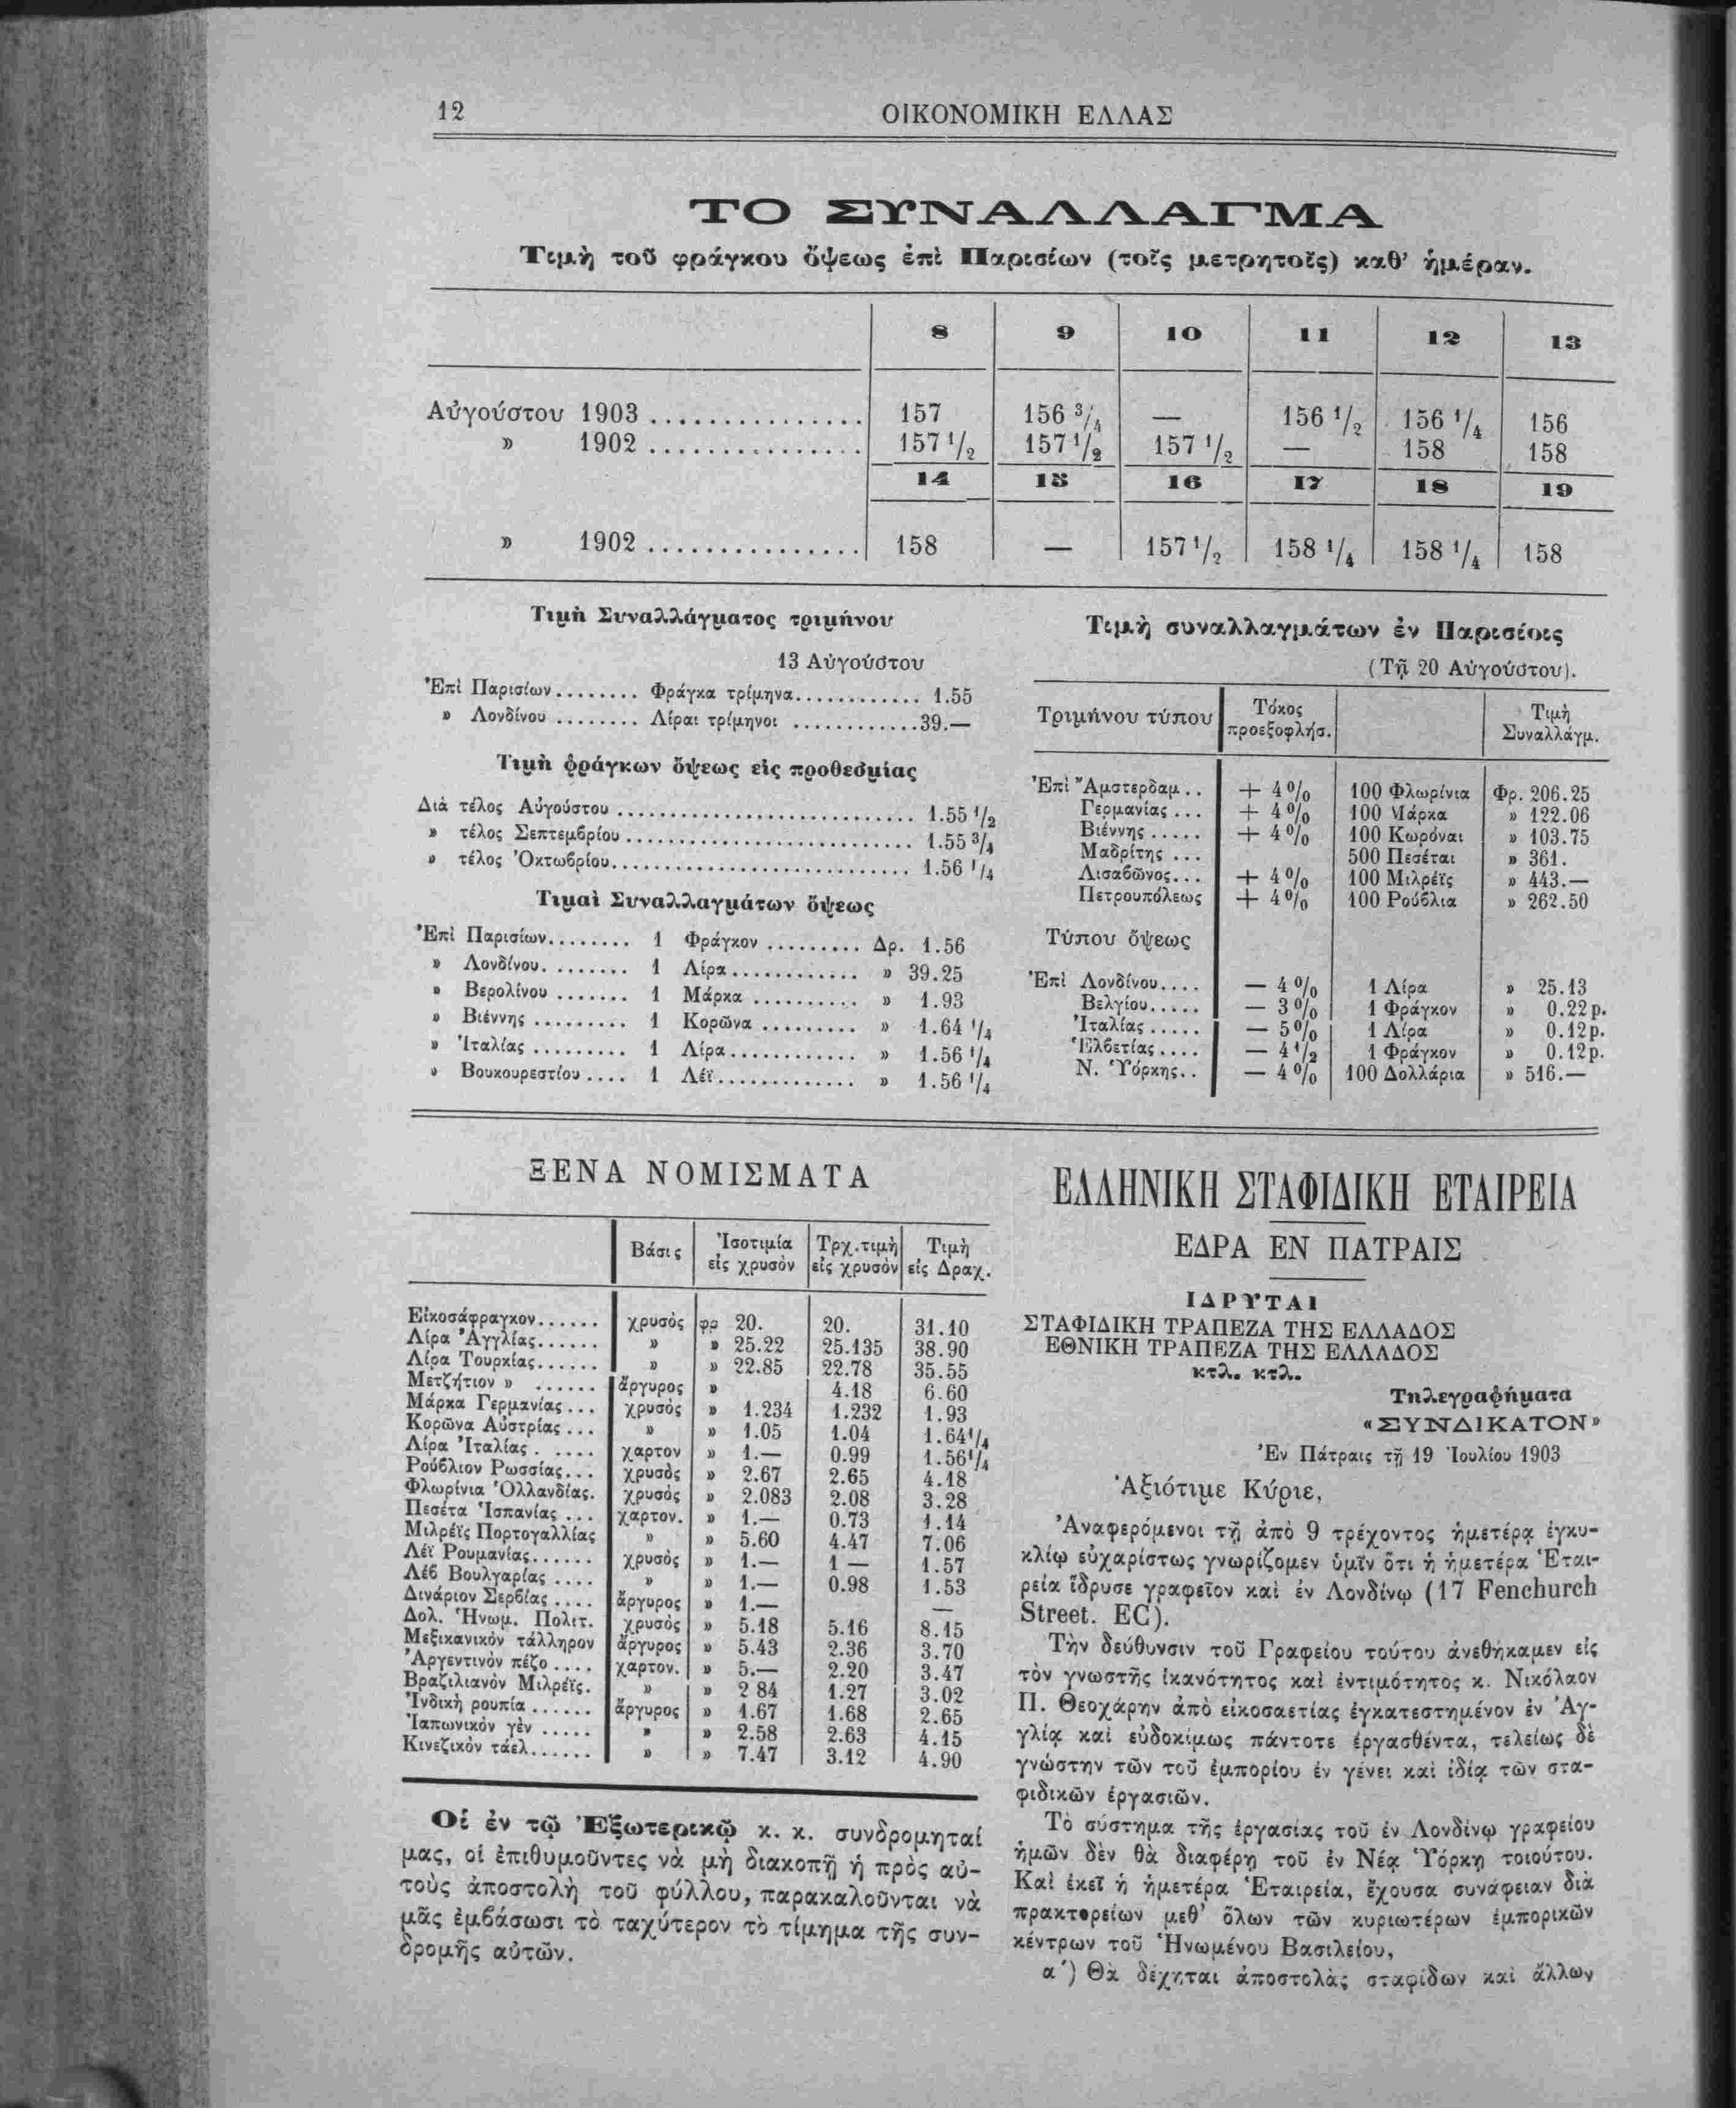 12
ΟΙΚΟΝΟΜΙΚΗ ΕΛΛΑΣ
ΤΟ ΣΥΝΑΛΛΑΓΜΑ
Τιμὴ τοῦ φράγκου ὄψεως ἐπὶ Παρισίων (τοῖς μετρητοῖς) καθ' ἡμέραν.
8 9 10 11 12 13
Αὐγούστου 1903 ............... 157 156 3/4 — 156 1/2 156 1/4 156
» 1902 ............... 157 1/2 157 1/2 157 1/2 — 158 158
14 15 16 17 18 19
» 1902 ............... 158 — 157 1/2 158 1/4 158 1/4 158
Τιμὴ Συναλλάγματος τριμήνου
13 Αὐγούστου
Ἐπὶ Παρισίων........ Φράγκα τρίμηνα............ 1.55
» Λονδίνου ........ Λίραι τρίμηνοι ............39.—
Τιμὴ φράγκων ὄψεως εἰς προθεσμίας
Διὰ τέλος Αὐγούστου ............................ 1.55 1/2
» τέλος Σεπτεμβρίου ............................ 1.55 3/4
» τέλος Ὀκτωβρίου............................. 1.56 1/4
Τιμαὶ Συναλλαγμάτων ὄψεως
Ἐπὶ Παρισίων........ 1 Φράγκον ......... Δρ. 1.56
» Λονδίνου........ 1 Λίρα............ » 39.25
» Βερολίνου ....... 1 Μάρκα .......... » 1.93
» Βιέννης ......... 1 Κορῶνα ......... » 1.64 1/4
» Ἰταλίας ......... 1 Λίρα............ » 1.56 1/4
» Βουκουρεστίου .... 1 Λέϊ............. » 1.56 1/4
Τιμὴ συναλλαγμάτων ἐν Παρισίοις
(Τῇ 20 Αὐγούστου).
Τριμήνου τύπου Τόκος προεξοφλήσ. Τιμὴ Συναλλάγμ.
Ἐπὶ Ἄμστερδαμ.. + 4 0/0 100 Φλωρίνια Φρ. 206.25
Γερμανίας ... + 4 0/0 100 Μάρκα » 122.06
Βιέννης ..... + 4 0/0 100 Κωρόναι » 103.75
Μαδρίτης ... 500 Πεσέται » 361.
Λισαβῶνος... + 4 0/0 100 Μιλρέϊς » 443.—
Πετρουπόλεως + 4 0/0 100 Ρούβλια » 262.50
Τύπου ὄψεως
Ἐπὶ Λονδίνου.... — 4 0/0 1 Λίρα » 25.13
Βελγίου..... — 3 0/0 1 Φράγκον » 0.22 p.
Ἰταλίας ..... — 5 0/0 1 Λίρα » 0.12 p.
Ἑλβετίας .... — 4 1/2 1 Φράγκον » 0.12 p.
Ν. Ὑόρκης.. — 4 0/0 100 Δολλάρια » 516.—
ΞΕΝΑ ΝΟΜΙΣΜΑΤΑ
Βάσις Ἰσοτιμία εἰς χρυσὸν Τρχ. τιμὴ εἰς χρυσὸν Τιμὴ εἰς Δραχ.
Εἰκοσάφραγκον...... χρυσὸς φρ 20. 20. 31.10
Λίρα Ἀγγλίας...... » » 25.22 25.135 38.90
Λίρα Τουρκίας...... » » 22.85 22.78 35.55
Μετζήτιον » ...... ἄργυρος » 4.18 6.60
Μάρκα Γερμανίας ... χρυσὸς » 1.234 1.232 1.93
Κορῶνα Αὐστρίας ... » » 1.05 1.04 1.64 1/4
Λίρα Ἰταλίας . .... χαρτον » 1.— 0.99 1.56 1/4
Ρούβλιον Ρωσσίας... χρυσὸς » 2.67 2.65 4.18
Φλωρίνια Ὁλλανδίας. χρυσὸς » 2.083 2.08 3.28
Πεσέτα Ἰσπανίας ... χαρτον. » 1.— 0.73 1.14
Μιλρέϊς Πορτογαλλίας » » 5.60 4.47 7.06
Λέϊ Ρουμανίας...... χρυσὸς » 1.— 1 — 1.57
Λέβ Βουλγαρίας .... » » 1.— 0.98 1.53
Δινάριον Σερβίας .... ἄργυρος » 1.— —
Δολ. Ἡνωμ. Πολιτ. χρυσὸς » 5.18 5.16 8.15
Μεξικανικὸν τάλληρον ἄργυρος » 5.43 2.36 3.70
Ἀργεντινὸν πέζο .... χαρτον. » 5.— 2.20 3.47
Βραζιλιανὸν Μιλρέϊς. » » 2 84 1.27 3.02
Ἰνδικὴ ρουπία ...... ἄργυρος » 1.67 1.68 2.65
Ἰαπωνικὸν γὲν ..... » » 2.58 2.63 4.15
Κινεζικὸν τάελ...... » » 7.47 3.12 4.90
Οἱ ἐν τῷ Ἐξωτερικῷ κ. κ. συνδρομηταί
μας, οἱ ἐπιθυμοῦντες νὰ μὴ διακοπῇ ἡ πρὸς αὐ-
τοὺς ἀποστολὴ τοῦ φύλλου, παρακαλοῦνται νὰ
μᾶς ἐμβάσωσι τὸ ταχύτερον τὸ τίμημα τῆς συν-
δρομῆς αὐτῶν.
ΕΛΛΗΝΙΚΗ ΣΤΑΦΙΔΙΚΗ ΕΤΑΙΡΕΙΑ
ΕΔΡΑ ΕΝ ΠΑΤΡΑΙΣ
ΙΔΡΥΤΑΙ
ΣΤΑΦΙΔΙΚΗ ΤΡΑΠΕΖΑ ΤΗΣ ΕΛΛΑΔΟΣ
ΕΘΝΙΚΗ ΤΡΑΠΕΖΑ ΤΗΣ ΕΛΛΑΔΟΣ
κτλ. κτλ.
Τηλεγραφήματα
«ΣΥΝΔΙΚΑΤΟΝ»
Ἐν Πάτραις τῇ 19 Ἰουλίου 1903
Ἀξιότιμε Κύριε,
Ἀναφερόμενοι τῇ ἀπὸ 9 τρέχοντος ἡμετέρᾳ ἐγκυ-
κλίῳ εὐχαρίστως γνωρίζομεν ὑμῖν ὅτι ἡ ἡμετέρα Ἑται-
ρεία ἵδρυσε γραφεῖον καὶ ἐν Λονδίνῳ (17 Fenchurch
Street. EC).
Τὴν δεύθυνσιν τοῦ Γραφείου τούτου ἀνεθήκαμεν εἰς
τὸν γνωστῆς ἱκανότητος καὶ ἐντιμότητος κ. Νικόλαον
Π. Θεοχάρην ἀπὸ εἰκοσαετίας ἐγκατεστημένον ἐν Ἀγ-
γλίᾳ καὶ εὐδοκίμως πάντοτε ἐργασθέντα, τελείως δὲ
γνώστην τῶν τοῦ ἐμπορίου ἐν γένει καὶ ἰδίᾳ τῶν στα-
φιδικῶν ἐργασιῶν.
Τὸ σύστημα τῆς ἐργασίας τοῦ ἐν Λονδίνῳ γραφείου
ἡμῶν δὲν θὰ διαφέρῃ τοῦ ἐν Νέᾳ Ὑόρκῃ τοιούτου.
Καὶ ἐκεῖ ἡ ἡμετέρα Ἑταιρεία, ἔχουσα συνάφειαν διὰ
πρακτορείων μεθ' ὅλων τῶν κυριωτέρων ἐμπορικῶν
κέντρων τοῦ Ἡνωμένου Βασιλείου,
α΄) Θὰ δέχηται ἀποστολὰς σταφίδων καὶ ἄλλων